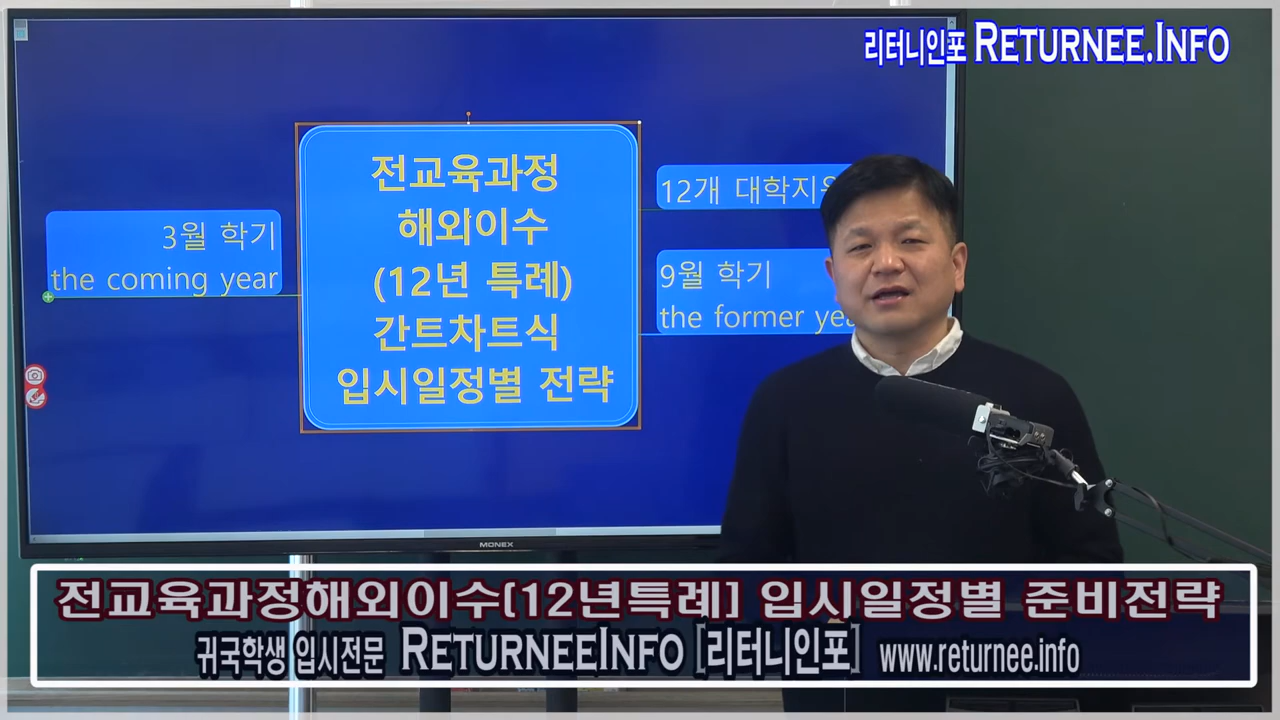 리터니인포 RETURNEE.INFO
전교육과정
해외이수
(12년 특례)
간트차트식
입시일정별 전략
3월 학기
the coming year
12개 대학지원
9월 학기
the former
MONEX
전교육과정해외이수[12년특례] 입시일정별 준비전략
귀국학생 입시전문 RETURNEEINFO [리터니인포] www.returnee.info